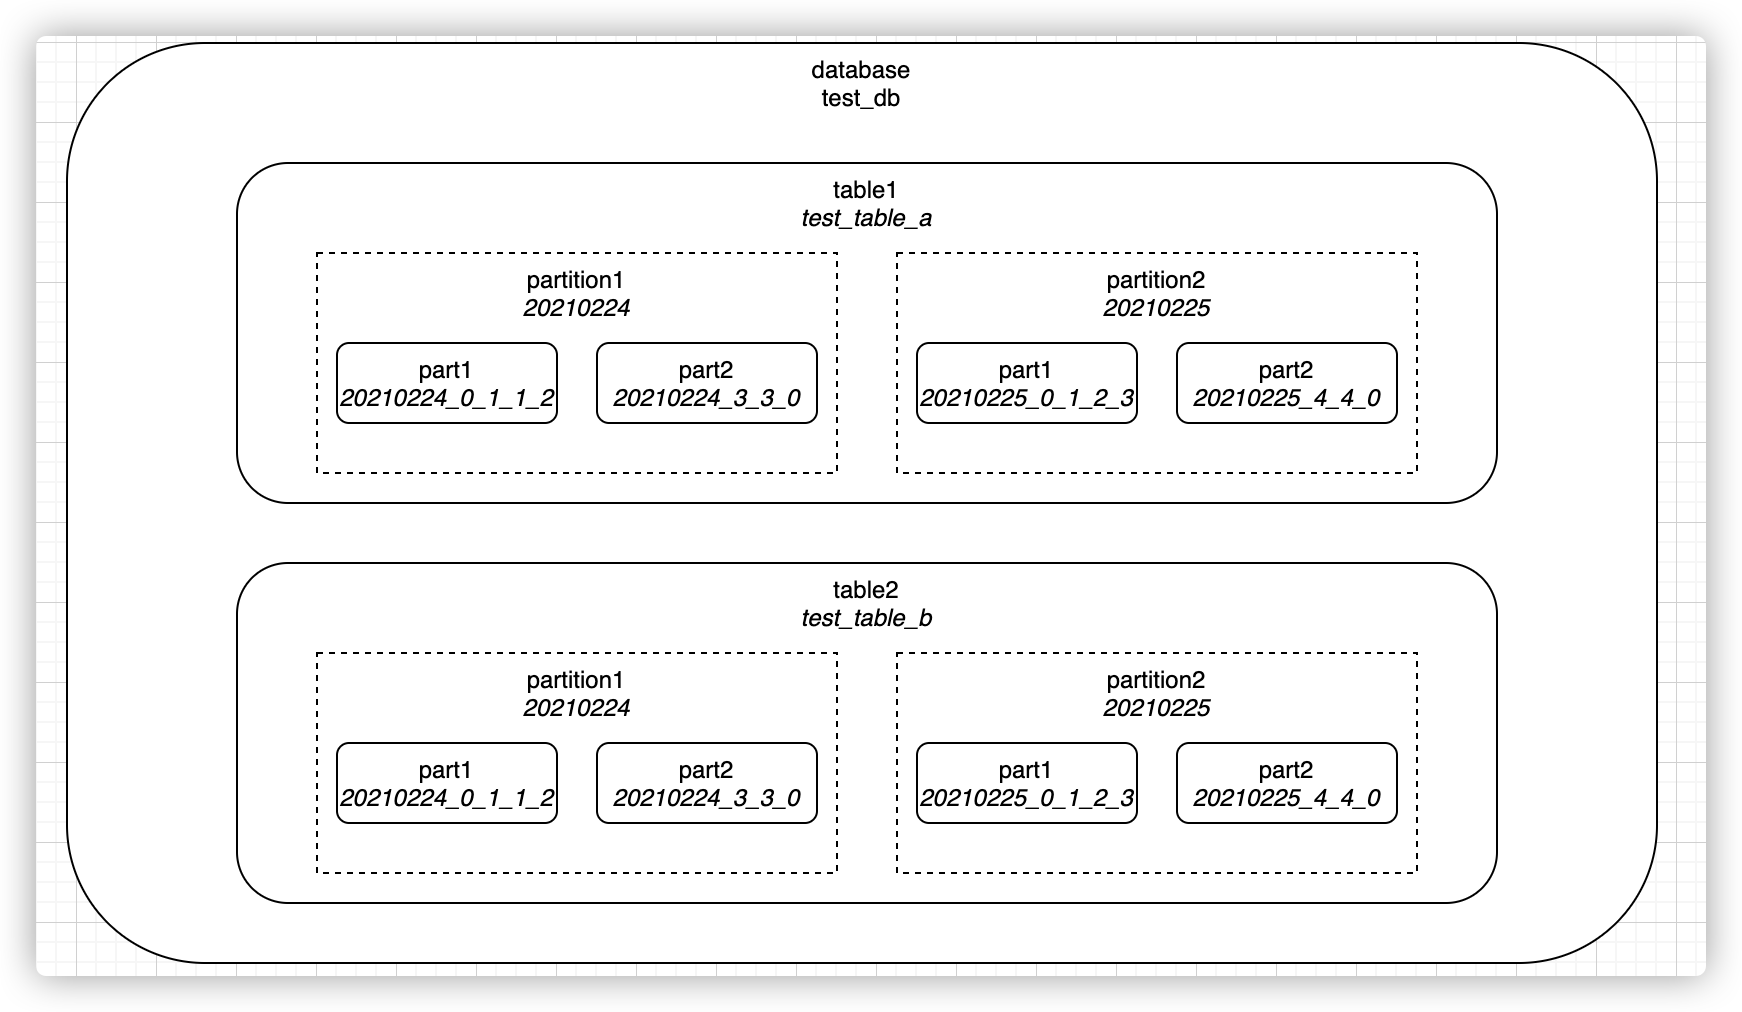 database
test_db
table1
test_table_a
partition1
20210224
part1
20210224_0_1_1_2
part2
20210224_3_3_0
partition2
20210225
part1
20210225_0_1_2_3
part2
20210225_4_4_0
table2
test_table_b
partition1
20210224
part1
20210224_0_1_1_2
part2
20210224_3_3_0
partition2
20210225
part1
20210225_0_1_2_3
part2
20210225_4_4_0